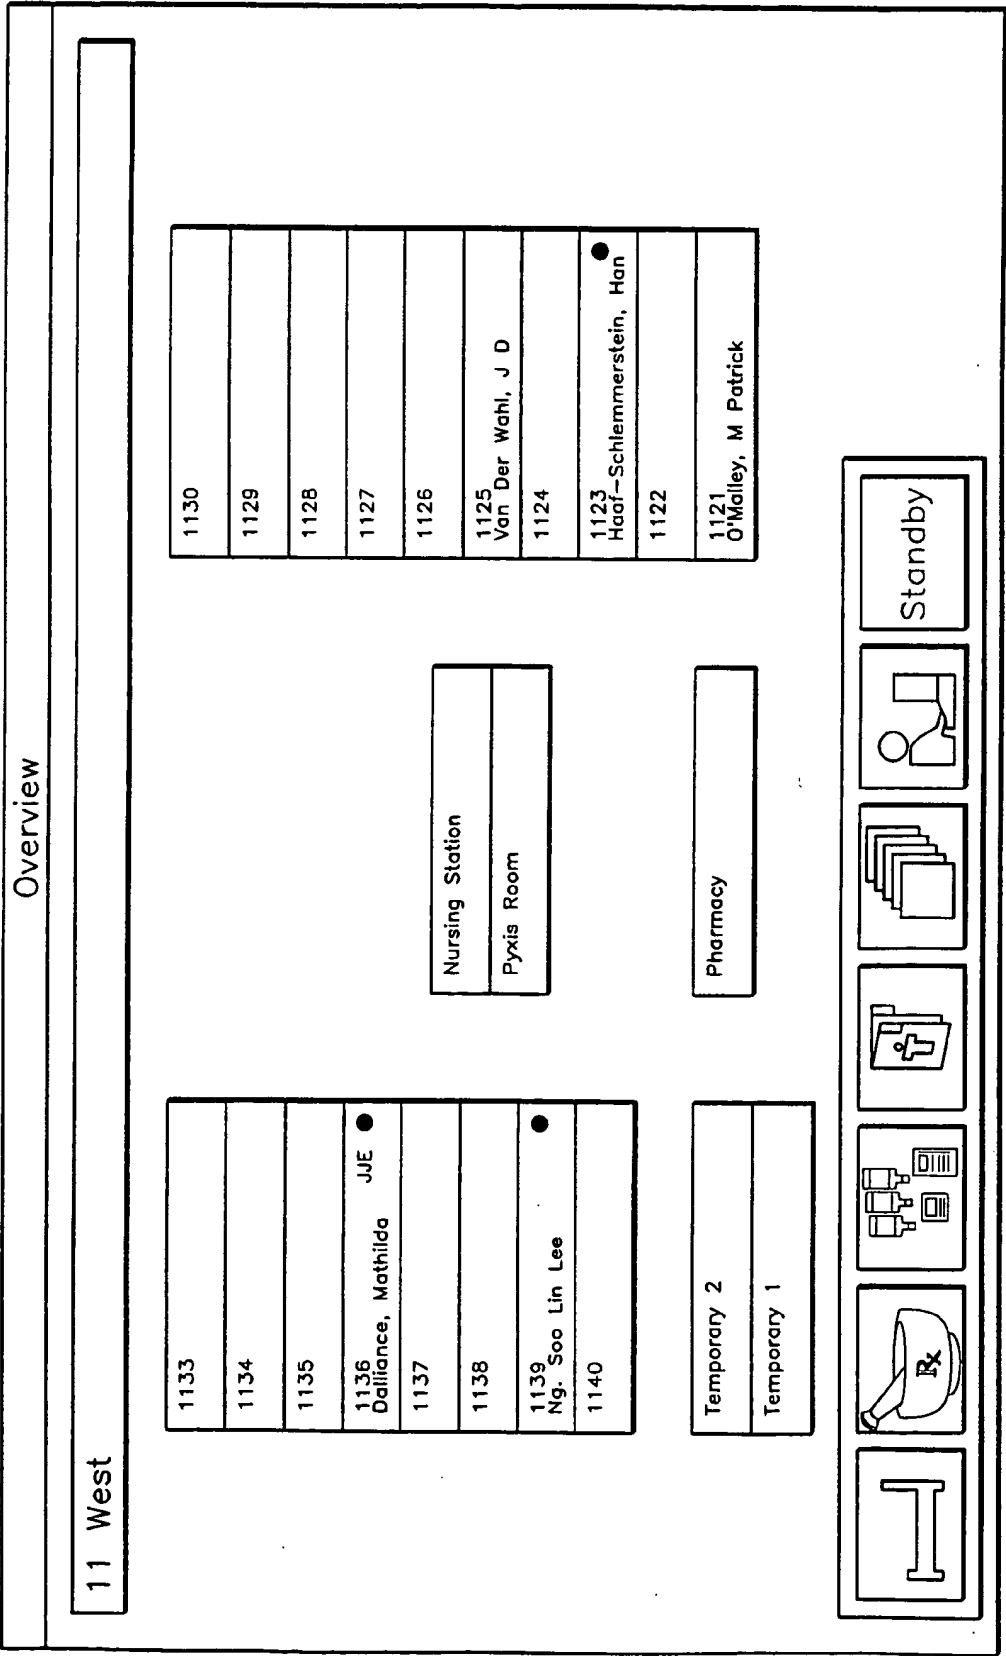 Overview
11 West
1133
1134
1135
1136 JJE
Dalliance, Mathilda
1137
1138
1139
Ng. Soo Lin Lee
1140
Temporary 2
Temporary 1
Nursing Station
Pyxis Room
Pharmacy
1130
1129
1128
1127
1126
1125
Van Der Wahl, J D
1124
1123
Haaf-Schlemmerstein, Han
1122
1121
O'Malley, M Patrick
Rx
Standby